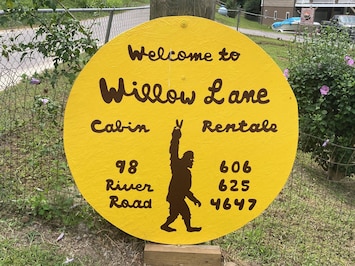 Welcome to
Willow Lane
Cabin Rentals
98 606
River 625
Road 4647